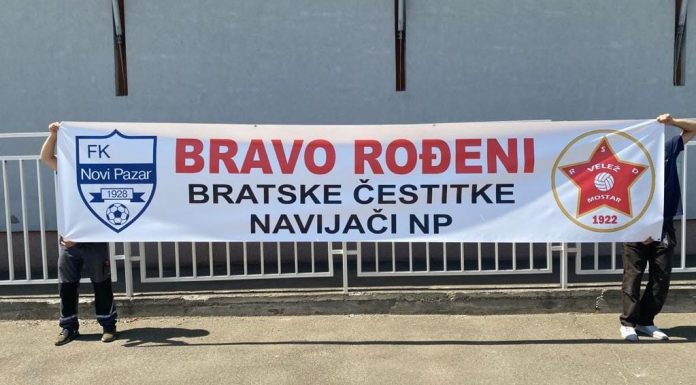 FK
Novi Pazar
1928
BRAVO ROĐENI
BRATSKE ČESTITKE
NAVIJAČI NP
R S D
VELEŽ
MOSTAR
1922